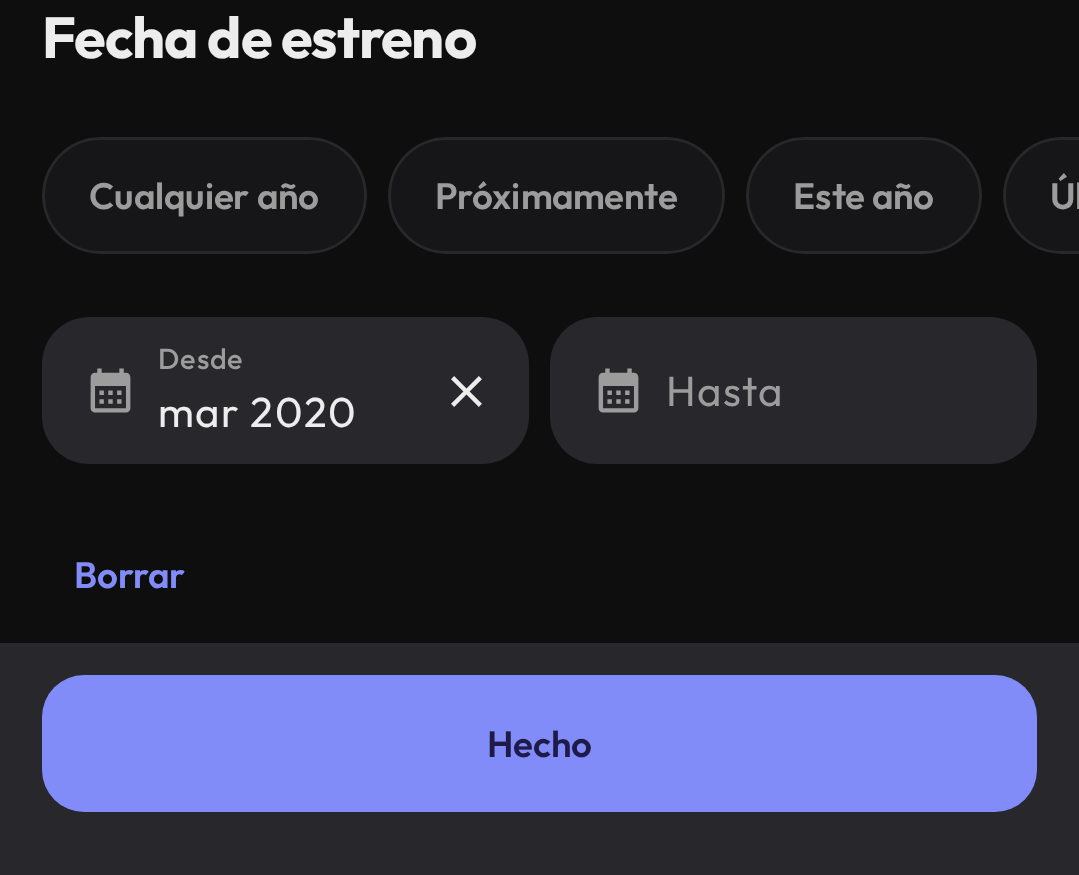 Fecha de estreno
Cualquier año
Próximamente
Este año
Desde
mar 2020
Hasta
Borrar
Hecho